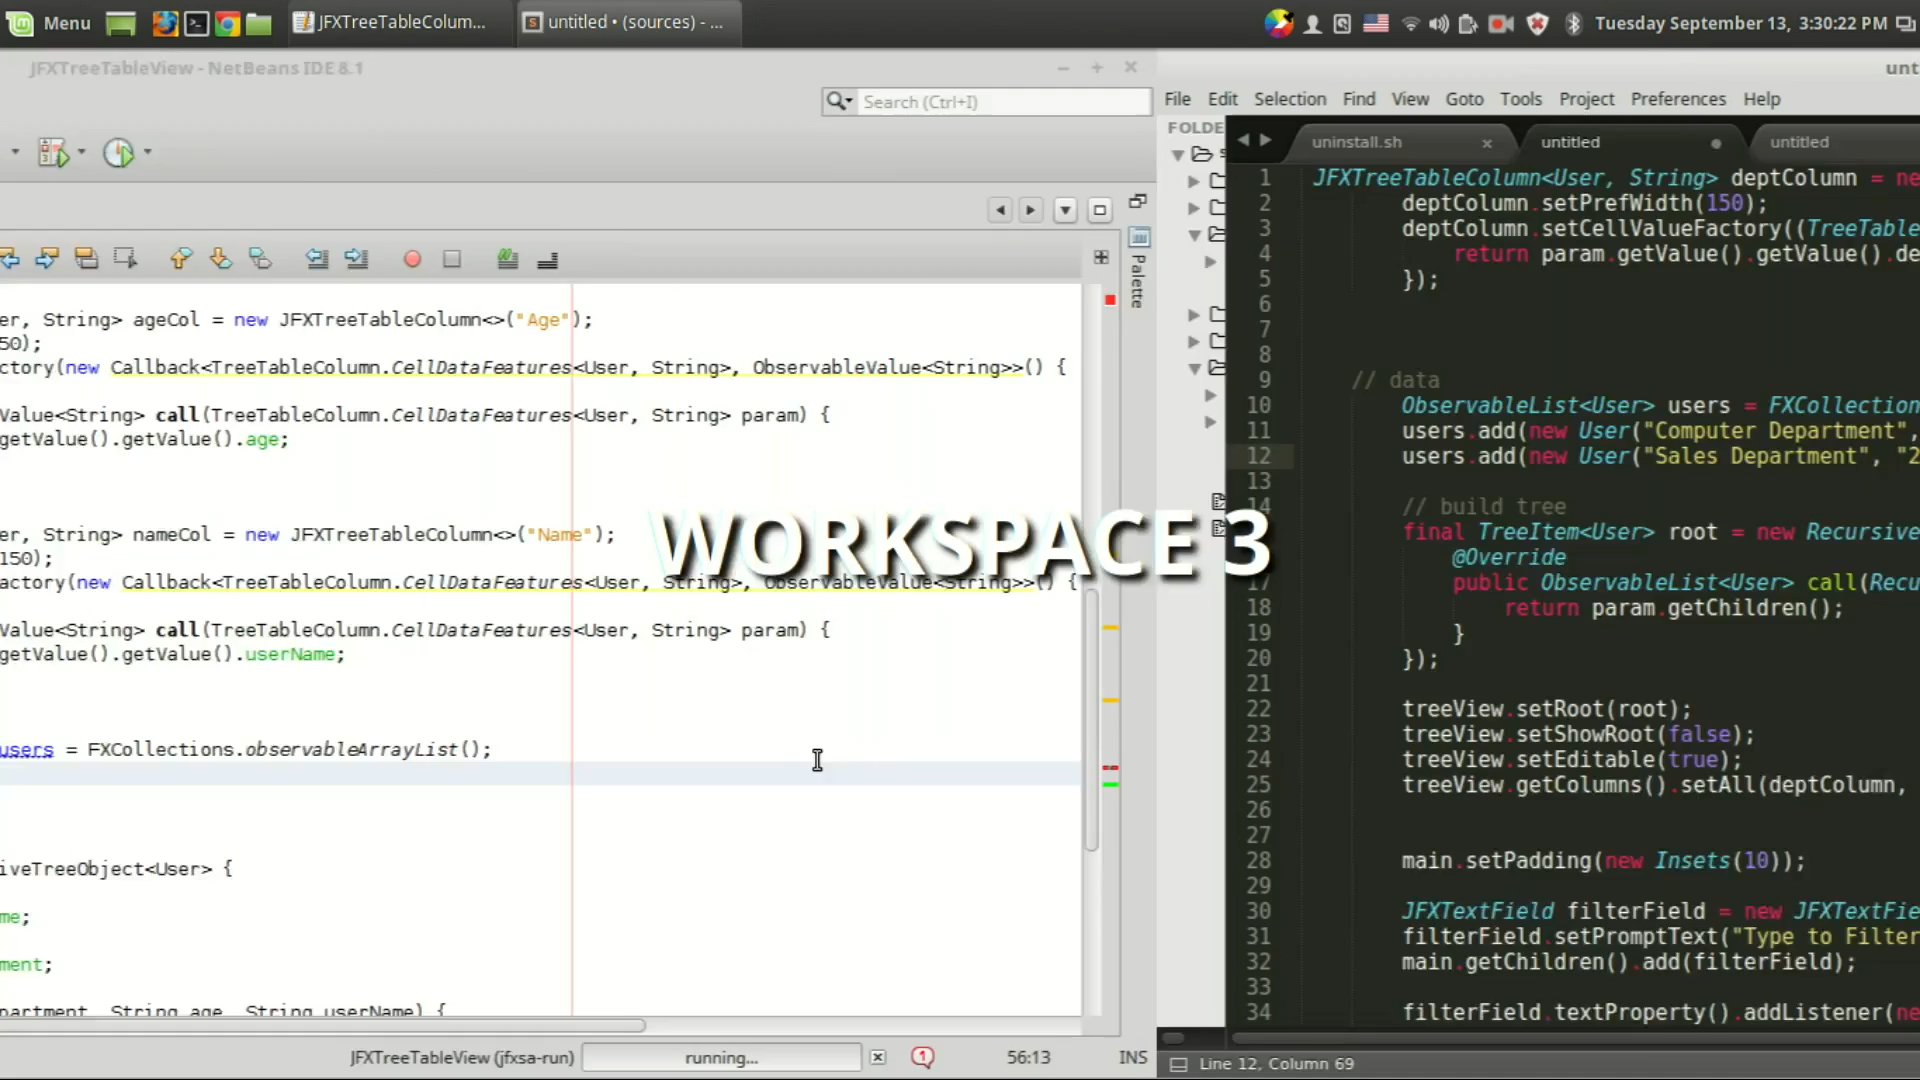 Menu
JFXTreeTableColum...
untitled • (sources) - ...
Tuesday September 13, 3:30:22 PM
JFXTreeTableView - NetBeans IDE 8.1
Search (Ctrl+I)
Palette
er, String> ageCol = new JFXTreeTableColumn<>("Age");
50);
ctory(new Callback<TreeTableColumn.CellDataFeatures<User, String>, ObservableValue<String>>() {
Value<String> call(TreeTableColumn.CellDataFeatures<User, String> param) {
getValue().getValue().age;
er, String> nameCol = new JFXTreeTableColumn<>("Name");
150);
actory(new Callback<TreeTableColumn.CellDataFeatures<User, String>, ObservableValue<String>>() {
Value<String> call(TreeTableColumn.CellDataFeatures<User, String> param) {
getValue().getValue().userName;
users = FXCollections.observableArrayList();
iveTreeObject<User> {
me;
ment;
partment, String age, String userName) {
JFXTreeTableView (jfxsa-run)
running...
1
56:13
INS
WORKSPACE 3
unt
File Edit Selection Find View Goto Tools Project Preferences Help
FOLDE
uninstall.sh
untitled
untitled
1 JFXTreeTableColumn<User, String> deptColumn = ne
2 deptColumn.setPrefWidth(150);
3 deptColumn.setCellValueFactory((TreeTable
4 return param.getValue().getValue().de
5 });
6
7
8
9 // data
10 ObservableList<User> users = FXCollection
11 users.add(new User("Computer Department",
12 users.add(new User("Sales Department", "2
13
14 // build tree
final TreeItem<User> root = new Recursive
@Override
17 public ObservableList<User> call(Recu
18 return param.getChildren();
19 }
20 });
21
22 treeView.setRoot(root);
23 treeView.setShowRoot(false);
24 treeView.setEditable(true);
25 treeView.getColumns().setAll(deptColumn,
26
27
28 main.setPadding(new Insets(10));
29
30 JFXTextField filterField = new JFXTextFie
31 filterField.setPromptText("Type to Filter
32 main.getChildren().add(filterField);
33
34 filterField.textProperty().addListener(ne
Line 12, Column 69